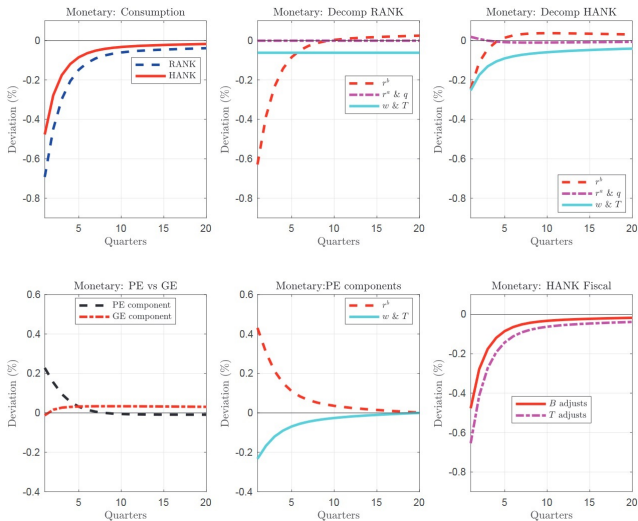 Monetary: Consumption
Deviation (%)
0
-0.2
-0.4
-0.6
-0.8
RANK
HANK
5
10
15
20
Quarters
Monetary: Decomp RANK
Deviation (%)
0
-0.2
-0.4
-0.6
-0.8
r^b
r^a & q
w & T
5
10
15
20
Quarters
Monetary: Decomp HANK
Deviation (%)
0
-0.2
-0.4
-0.6
-0.8
r^b
r^a & q
w & T
5
10
15
20
Quarters
Monetary: PE vs GE
Deviation (%)
0.6
0.4
0.2
0
-0.2
-0.4
PE component
GE component
5
10
15
20
Quarters
Monetary:PE components
Deviation (%)
0.6
0.4
0.2
0
-0.2
-0.4
r^b
w & T
5
10
15
20
Quarters
Monetary: HANK Fiscal
Deviation (%)
0
-0.2
-0.4
-0.6
-0.8
B adjusts
T adjusts
5
10
15
20
Quarters